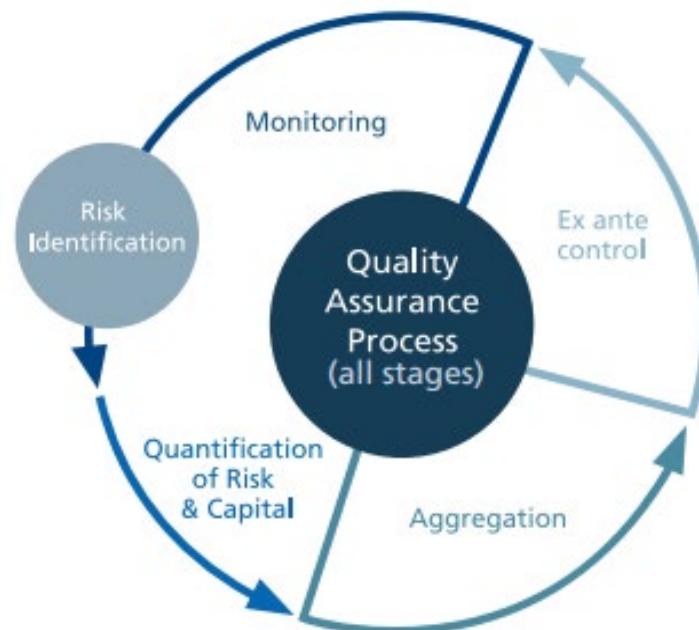 Monitoring
Risk
Identification
Quality
Assurance
Process
(all stages)
Ex ante
control
Quantification
of Risk
& Capital
Aggregation